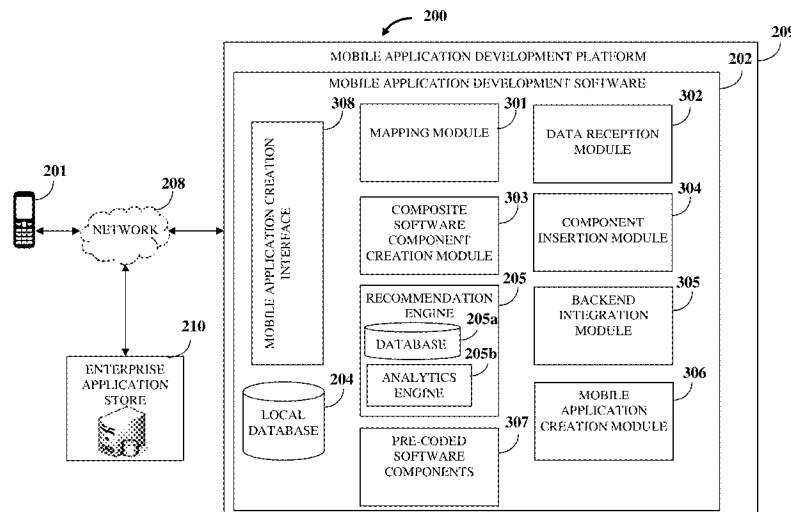 200
209
MOBILE APPLICATION DEVELOPMENT PLATFORM
202
MOBILE APPLICATION DEVELOPMENT SOFTWARE
308
MOBILE APPLICATION CREATION
INTERFACE
301
MAPPING MODULE
302
DATA RECEPTION
MODULE
201
208
NETWORK
303
COMPOSITE
SOFTWARE
COMPONENT
CREATION MODULE
304
COMPONENT
INSERTION MODULE
205
RECOMMENDATION
ENGINE
205a
DATABASE
205b
ANALYTICS
ENGINE
305
BACKEND
INTEGRATION
MODULE
210
ENTERPRISE
APPLICATION
STORE
204
LOCAL
DATABASE
306
MOBILE
APPLICATION
CREATION MODULE
307
PRE-CODED
SOFTWARE
COMPONENTS